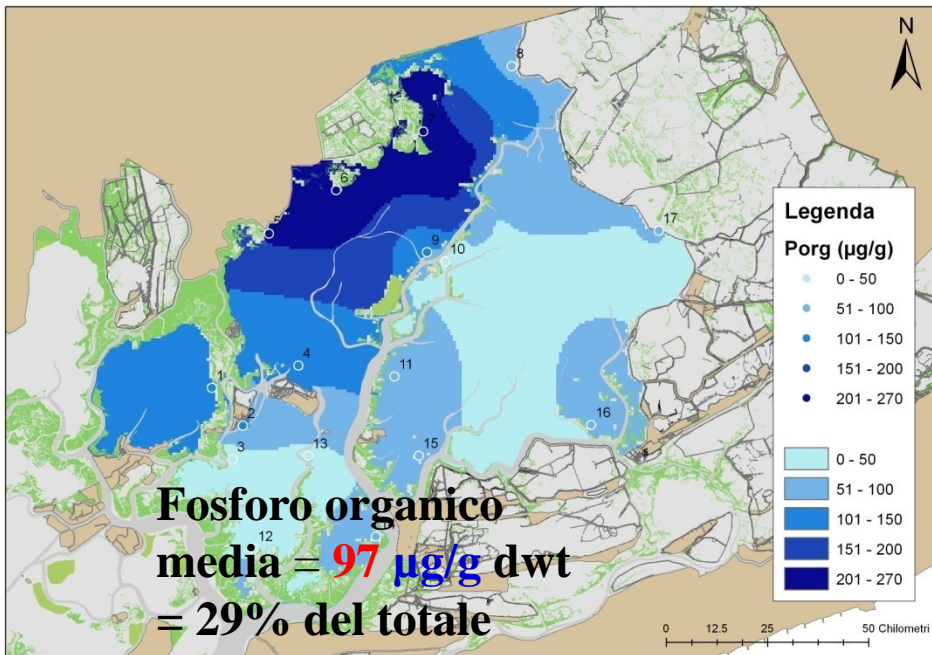 N
8
7
6
5
17
9
10
4
11
1
2
16
3
13
15
12
Legenda
Porg (µg/g)
0 - 50
51 - 100
101 - 150
151 - 200
201 - 270
0 - 50
51 - 100
101 - 150
151 - 200
201 - 270
Fosforo organico
media = 97 µg/g dwt
= 29% del totale
0 12.5 25 50 Chilometri